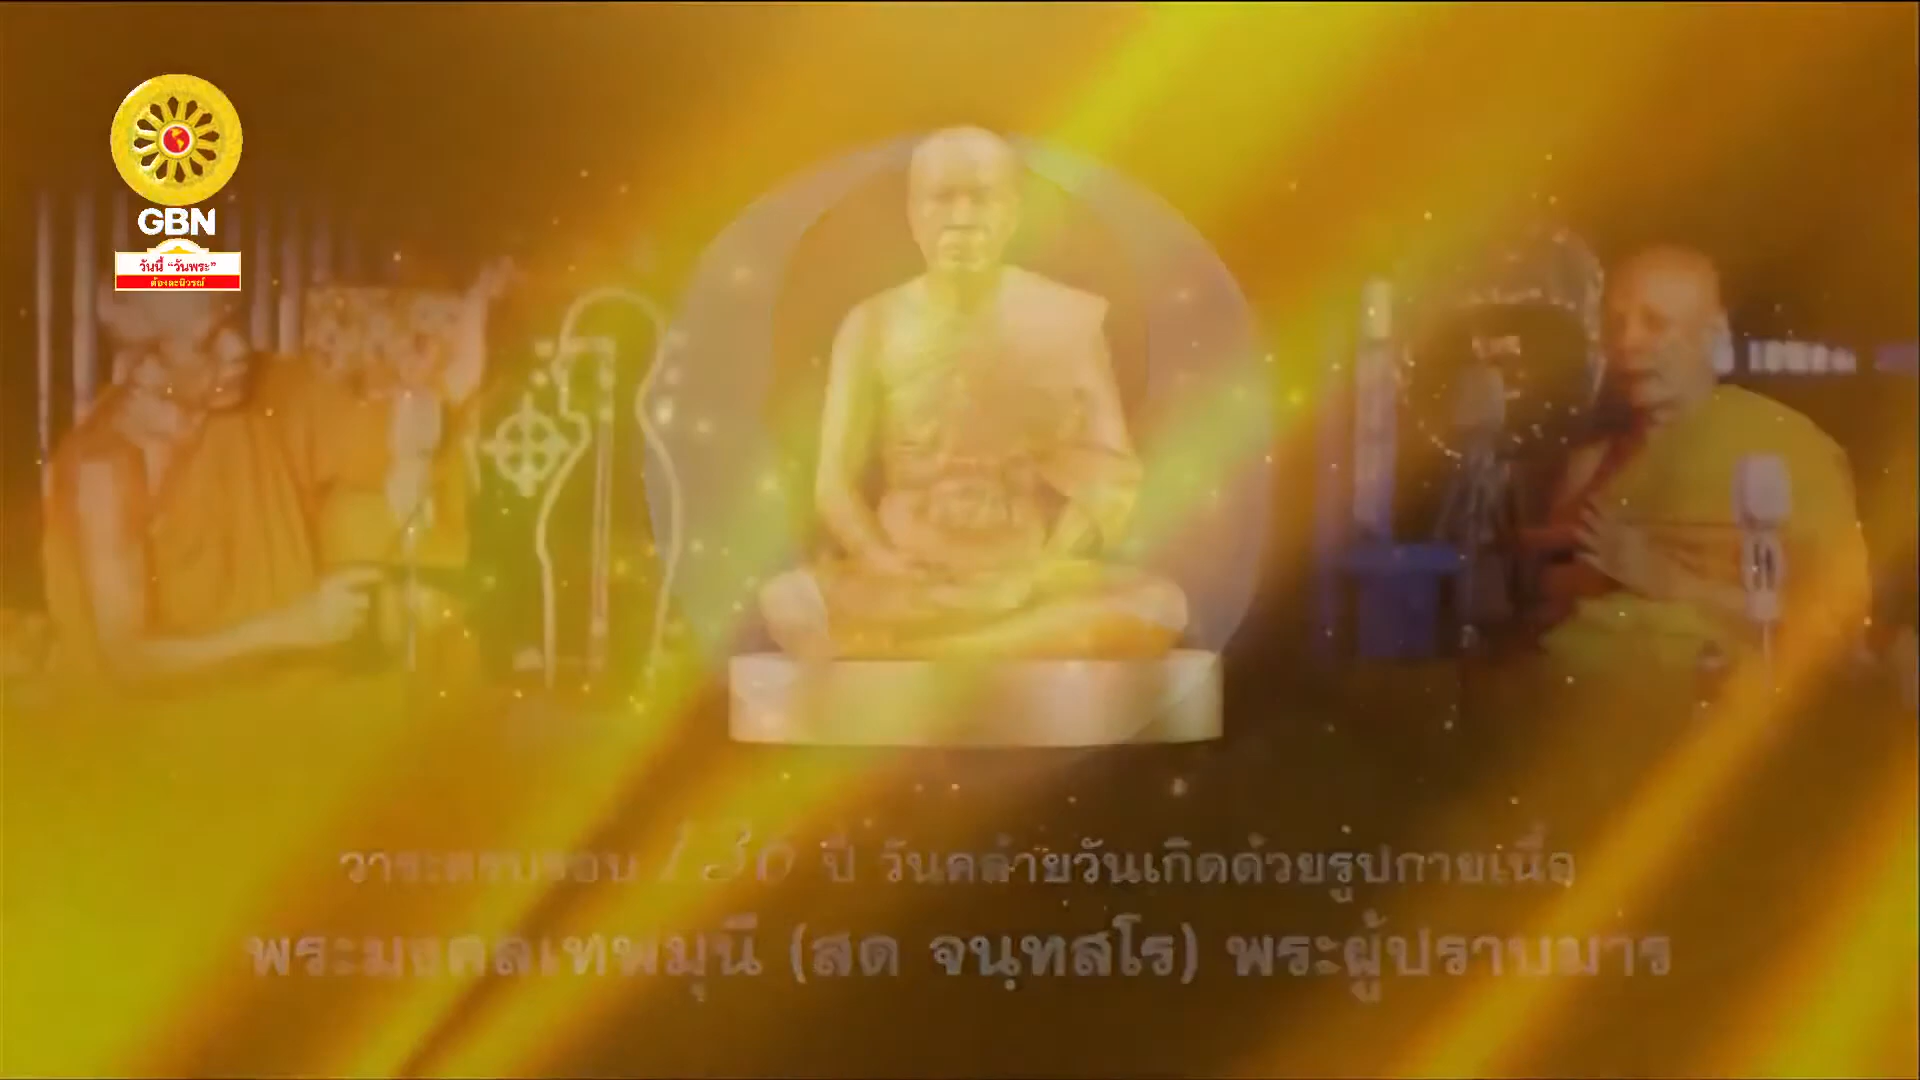 GBN
วันนี้ "วันพระ"
ต้องละนิวรณ์
วาระครบรอบ 136 ปี วันคล้ายวันเกิดด้วยรูปกายเนื้อ
พระมงคลเทพมุนี (สด จนฺทสโร) พระผู้ปราบมาร